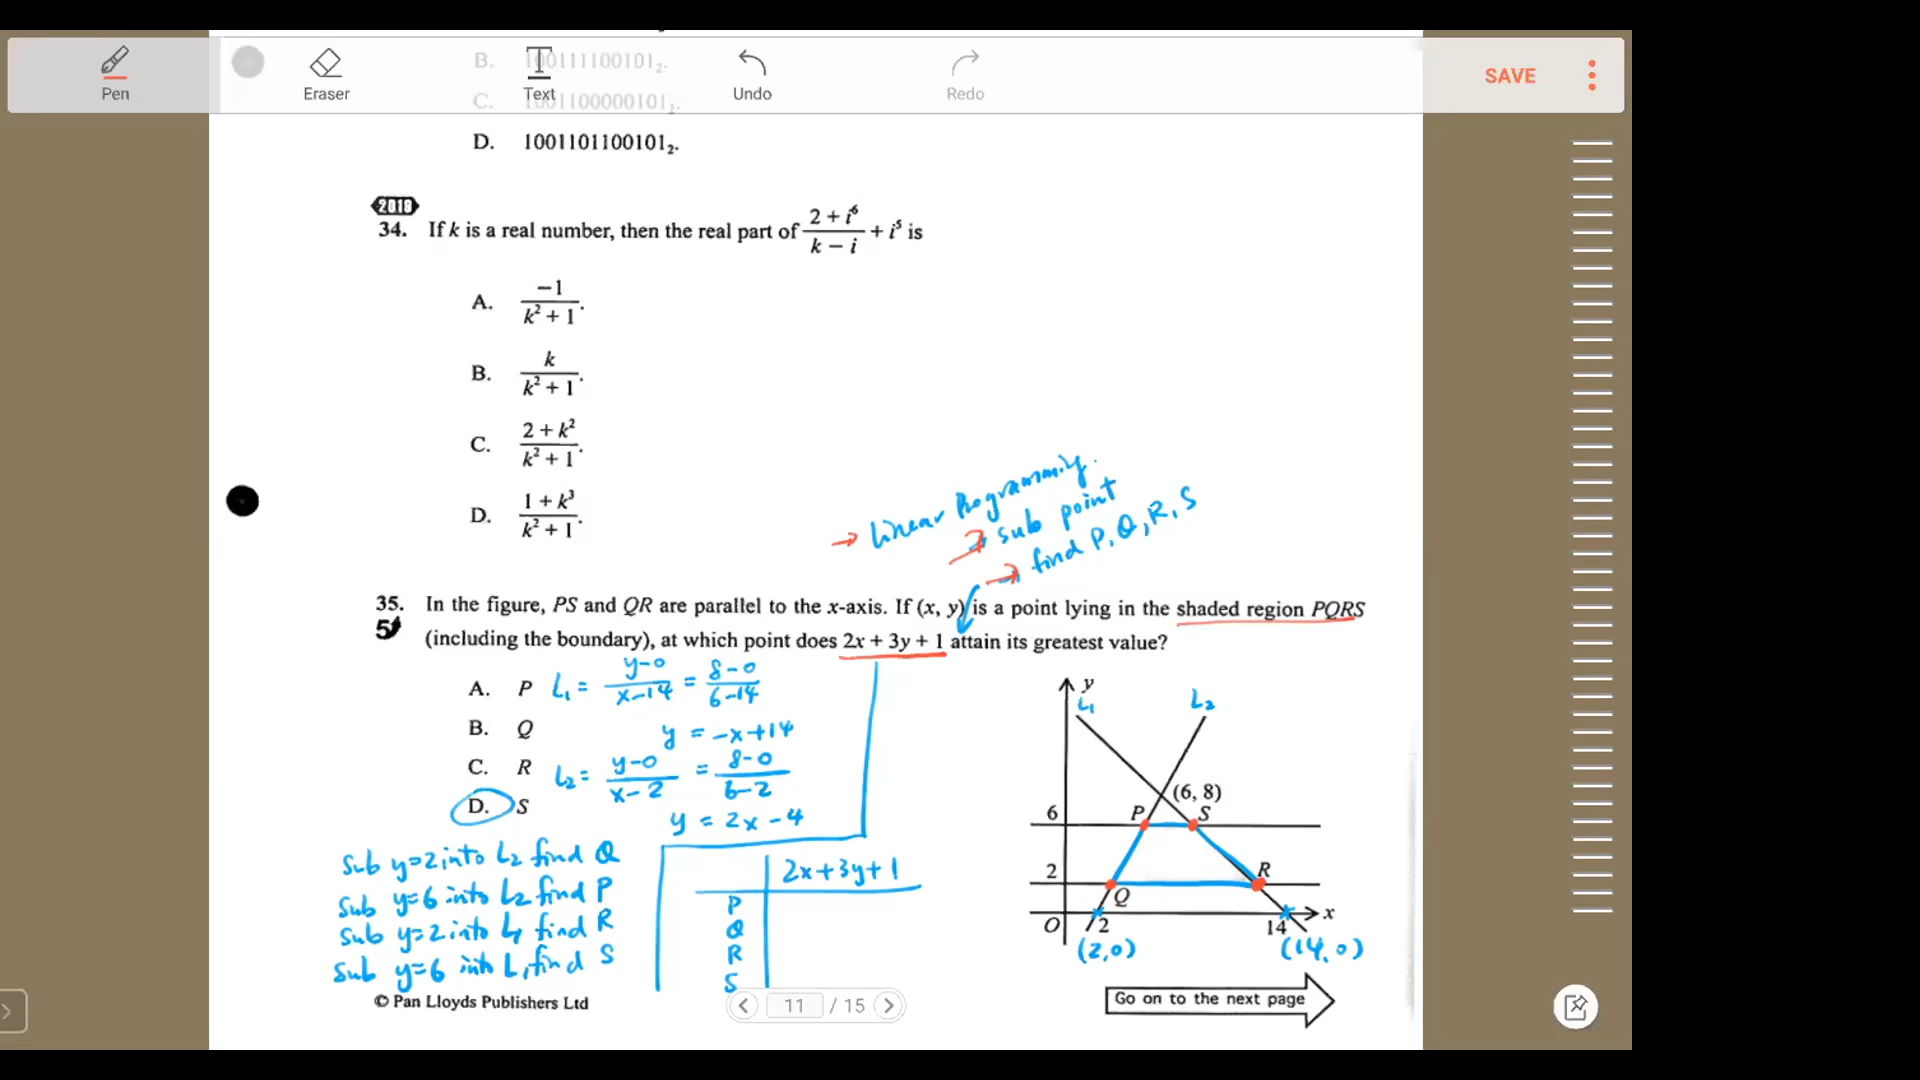 Pen
Eraser
Text
Undo
Redo
SAVE
B. 100111100101₂.
C. 1001100000101₂.
D. 1001101100101₂.
2018
34. If k is a real number, then the real part of (2 + i⁶)/(k − i) + i⁵ is
A. −1/(k² + 1).
B. k/(k² + 1).
C. (2 + k²)/(k² + 1).
D. (1 + k³)/(k² + 1).
→ Linear Programming.
→ sub point
→ find P, Q, R, S
35. In the figure, PS and QR are parallel to the x-axis. If (x, y) is a point lying in the shaded region PQRS
5 (including the boundary), at which point does 2x + 3y + 1 attain its greatest value?
A. P
B. Q
C. R
D. S
L₁ = (y−0)/(x−14) = (8−0)/(6−14)
y = −x+14
L₂ = (y−0)/(x−2) = (8−0)/(6−2)
y = 2x − 4
Sub y=2 into L₂ find Q
Sub y=6 into L₂ find P
Sub y=2 into L₁ find R
Sub y=6 into L₁ find S
2x+3y+1
P
Q
R
S
y
L₁
L₂
(6, 8)
6
P
S
2
R
Q
O
2
14
x
(2,0)
(14,0)
© Pan Lloyds Publishers Ltd
11 / 15
Go on to the next page